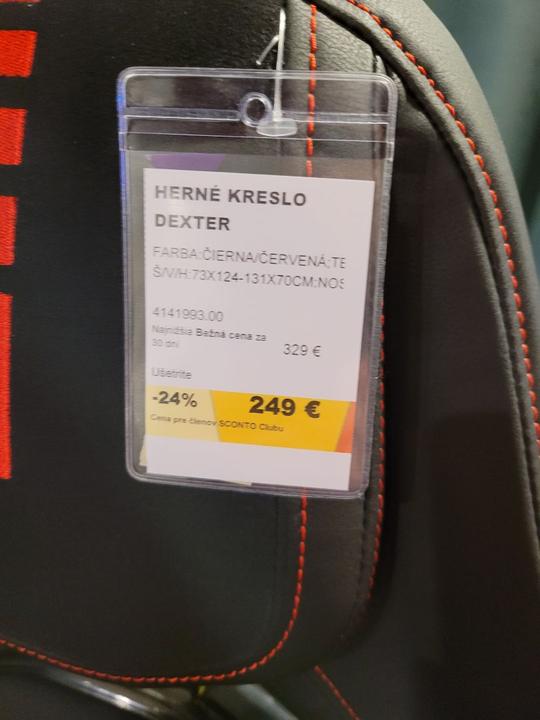 HERNÉ KRESLO
DEXTER
FARBA:ČIERNA/ČERVENÁ;TE
Š/V/H:73X124-131X70CM:NOS
4141993.00
Najnižšia Bežná cena za
30 dní
329 €
Ušetrite
-24%
249 €
Cena pre členov SCONTO Clubu